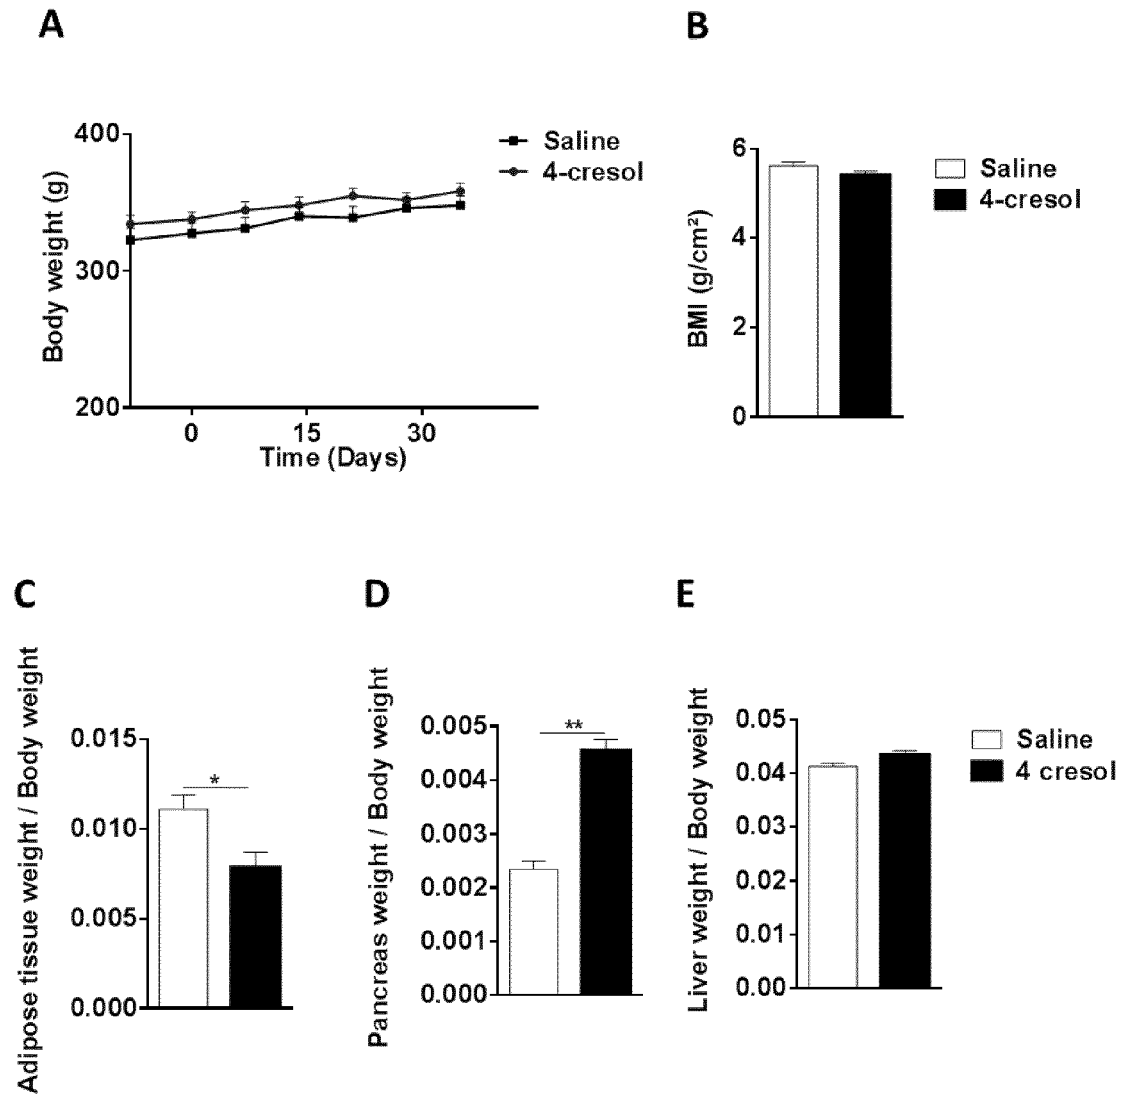 A
B
400
300
200
Body weight (g)
0
15
30
Time (Days)
Saline
4-cresol
6
4
2
0
BMI (g/cm²)
Saline
4-cresol
C
D
E
Adipose tissue weight / Body weight
0.015
0.010
0.005
0.000
*
Pancreas weight / Body weight
0.005
0.004
0.003
0.002
0.001
0.000
**
Liver weight / Body weight
0.05
0.04
0.03
0.02
0.01
0.00
Saline
4 cresol